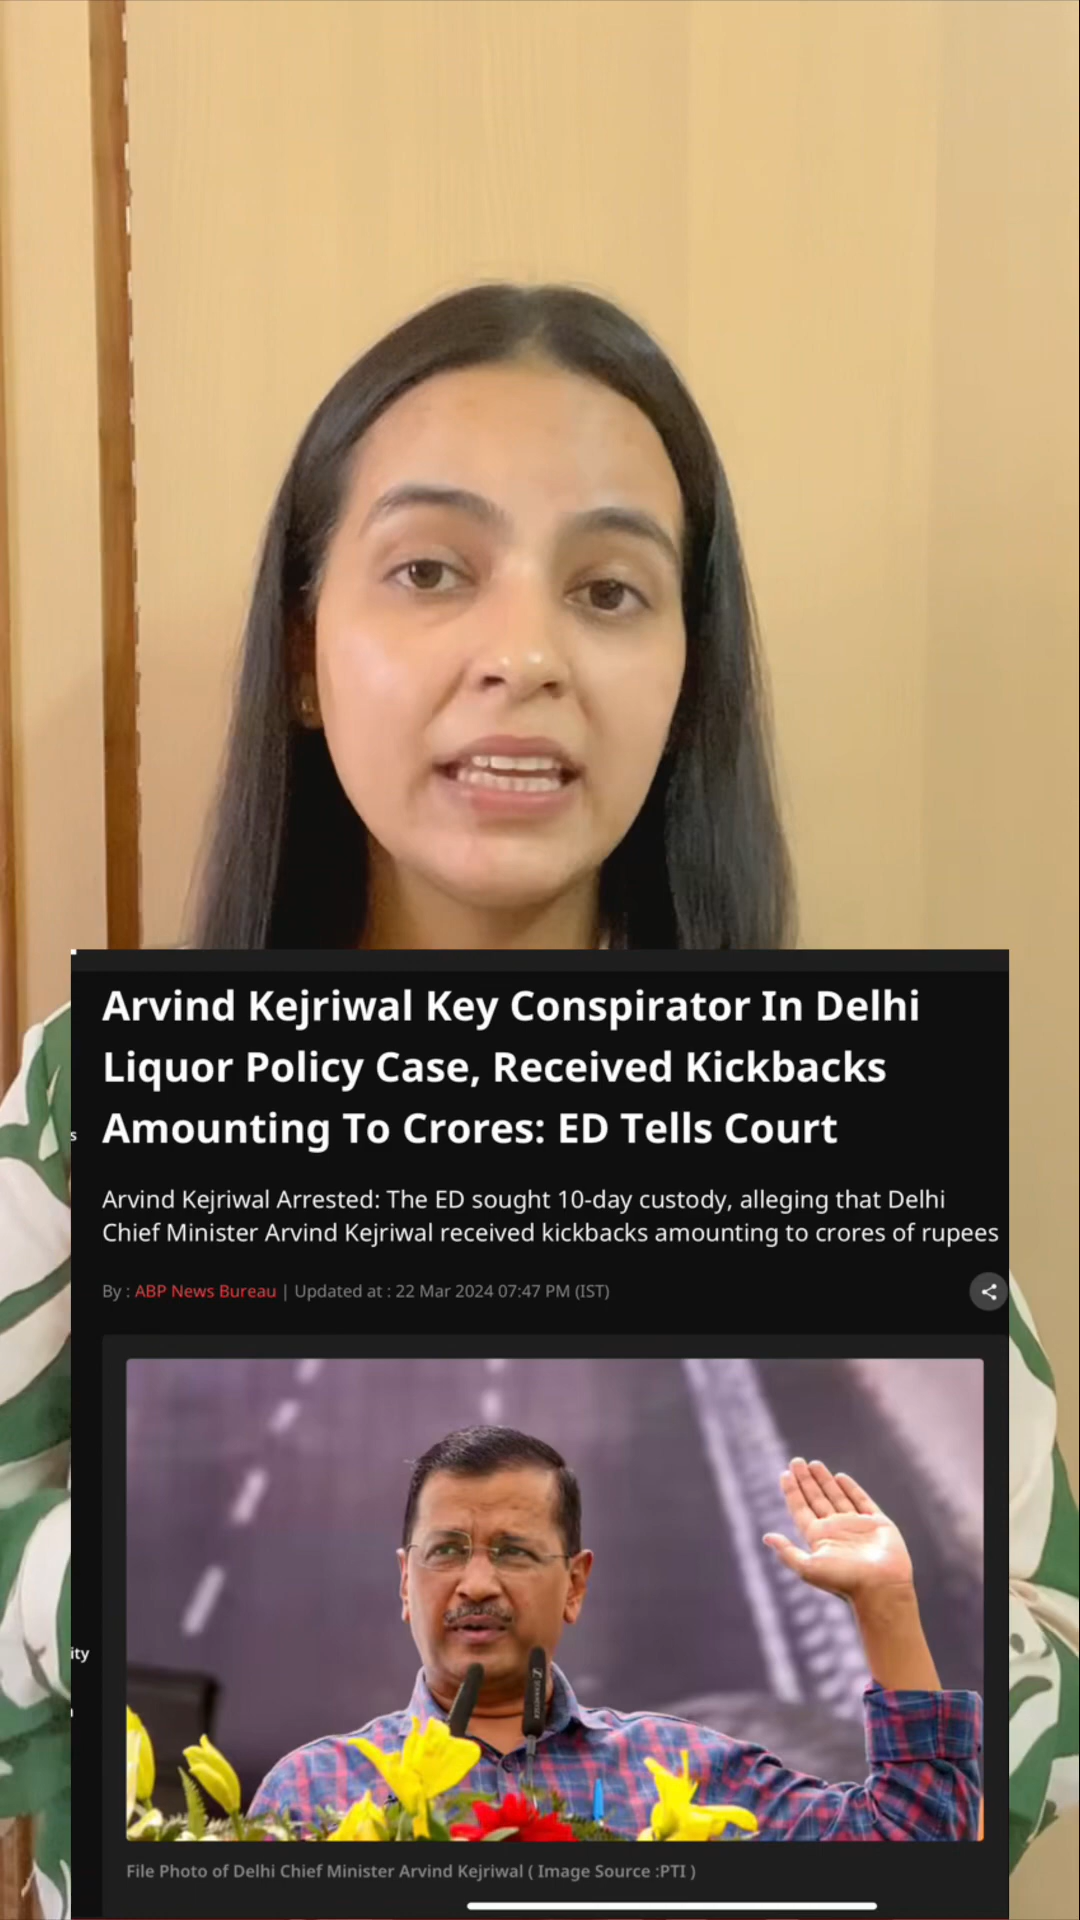 Arvind Kejriwal Key Conspirator In Delhi
Liquor Policy Case, Received Kickbacks
s
Amounting To Crores: ED Tells Court
Arvind Kejriwal Arrested: The ED sought 10-day custody, alleging that Delhi
Chief Minister Arvind Kejriwal received kickbacks amounting to crores of rupees
By : ABP News Bureau | Updated at : 22 Mar 2024 07:47 PM (IST)
ity
File Photo of Delhi Chief Minister Arvind Kejriwal ( Image Source :PTI )